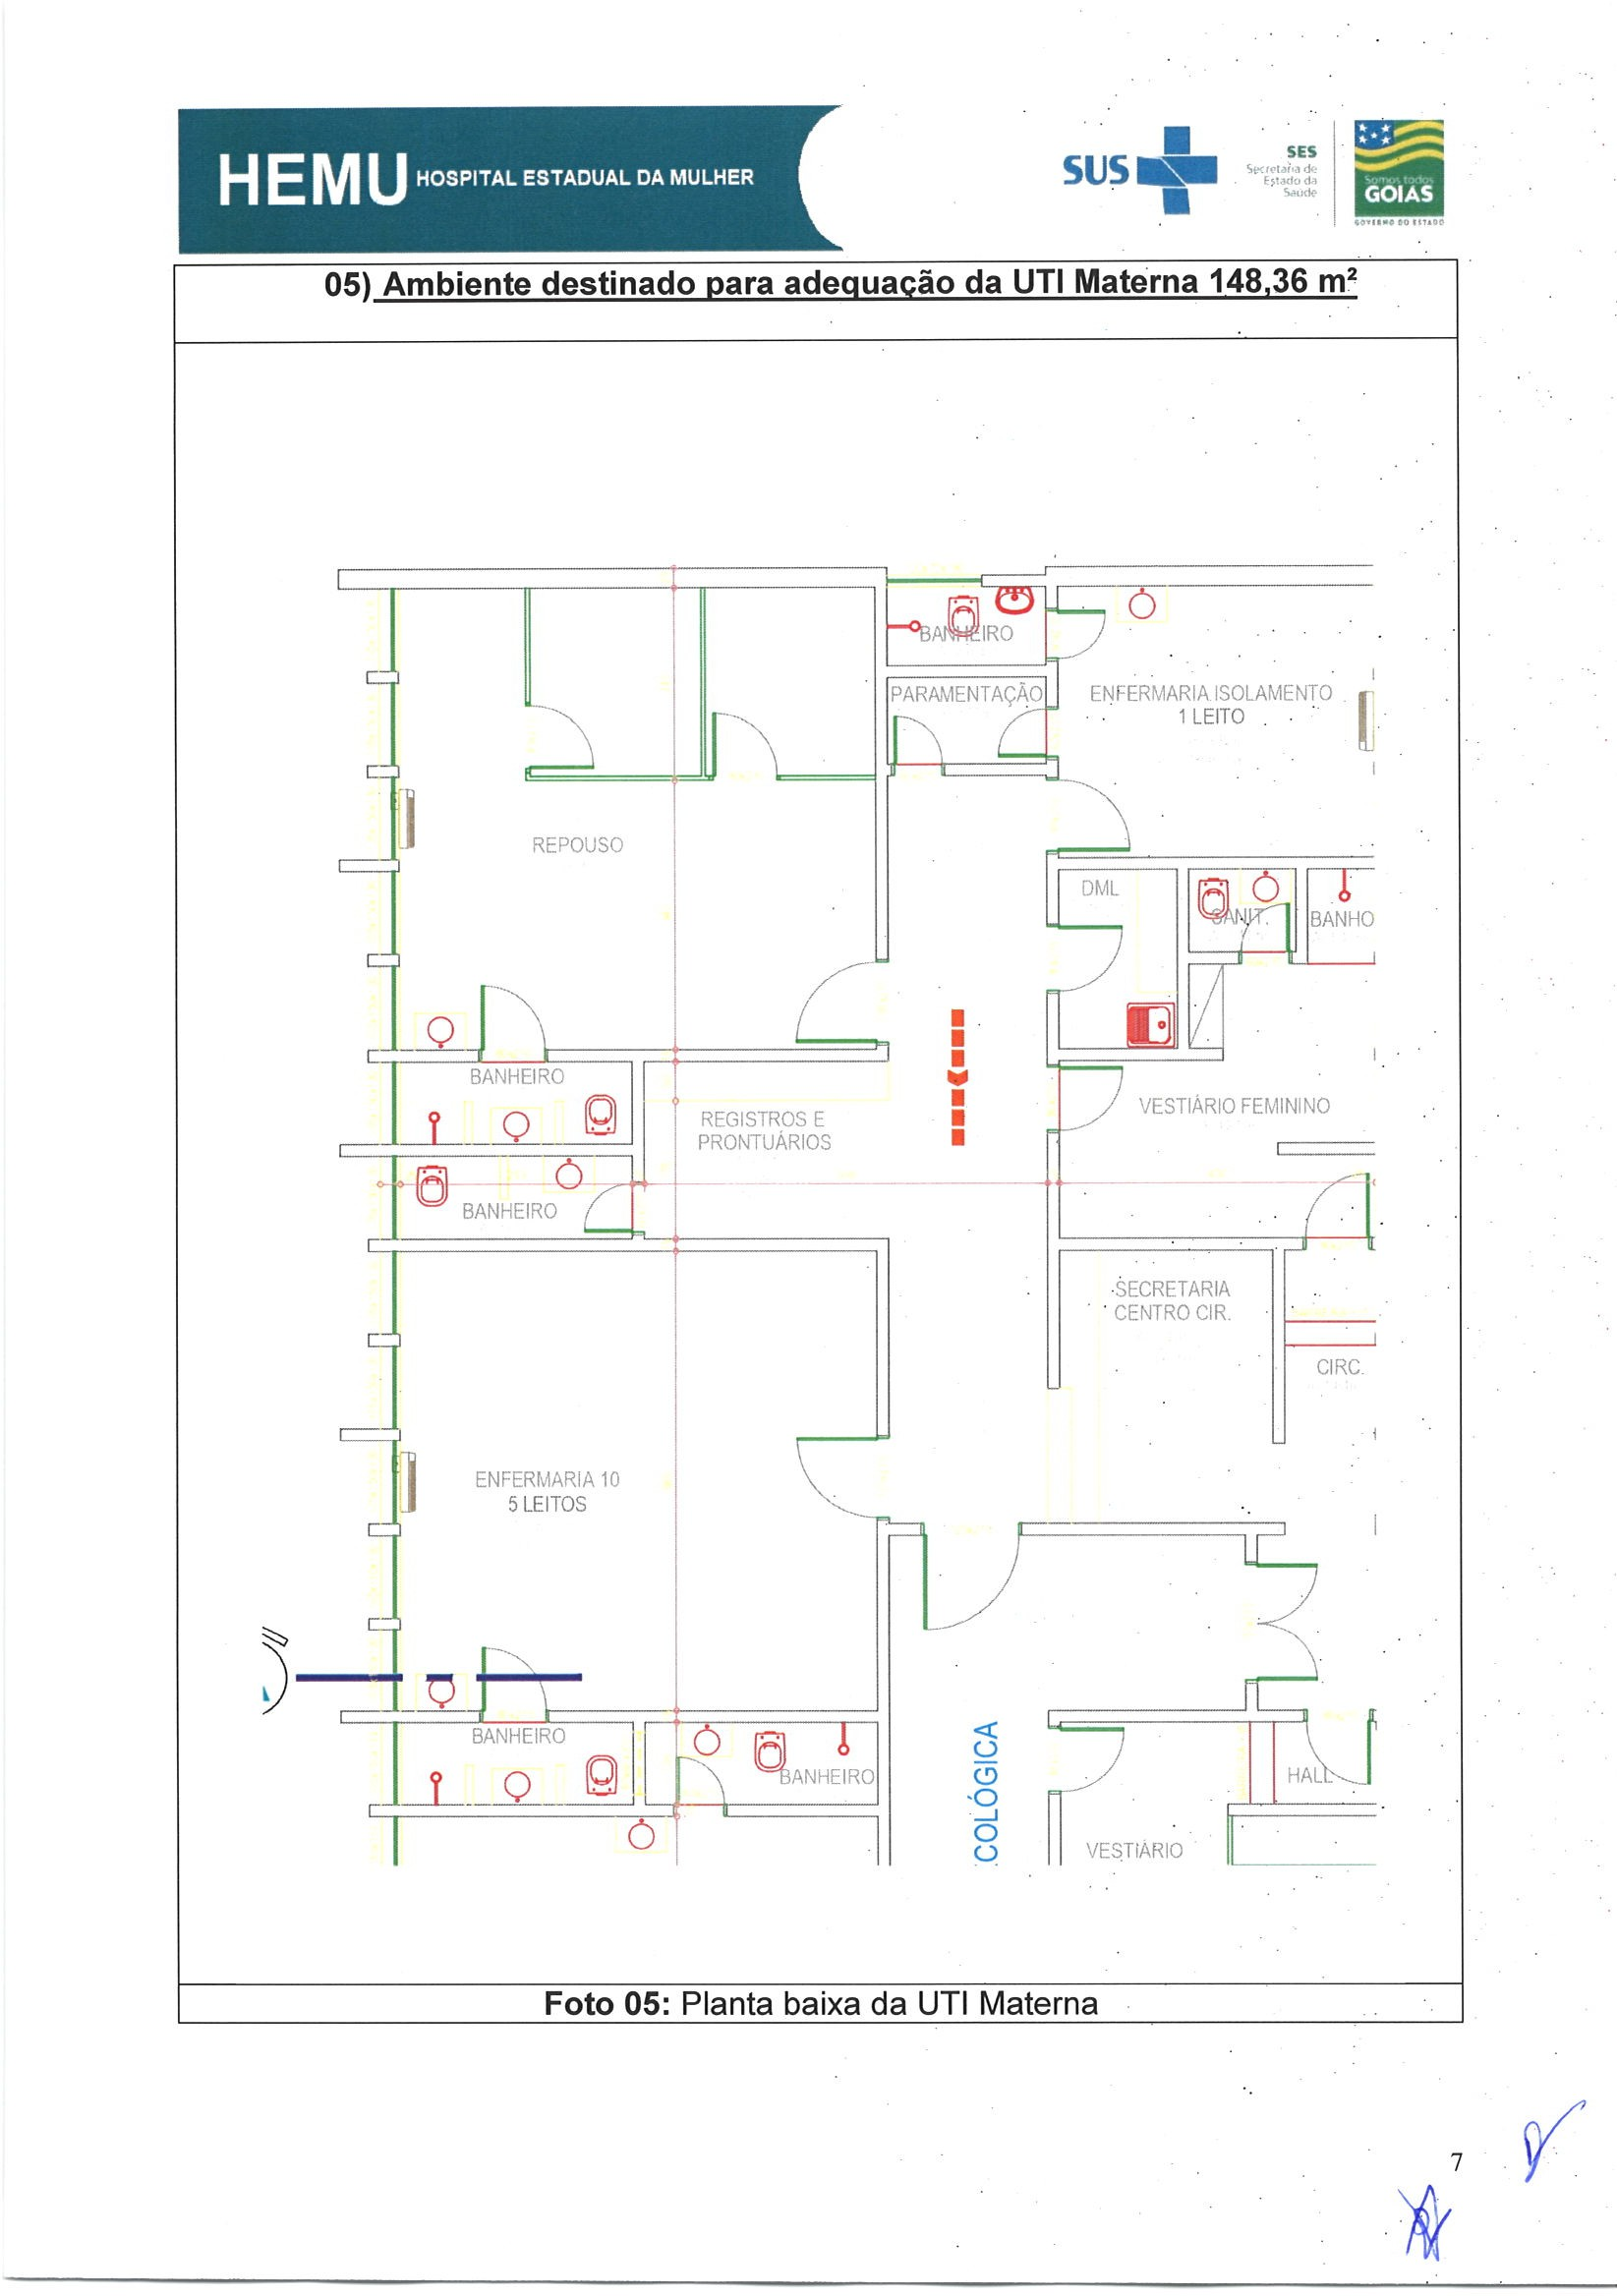 HEMU HOSPITAL ESTADUAL DA MULHER
SUS
SES
Secretaria de
Estado da
Saúde
Somos todos
GOIÁS
GOVERNO DO ESTADO
05) Ambiente destinado para adequação da UTI Materna 148,36 m²
BANHEIRO
PARAMENTAÇÃO
ENFERMARIA ISOLAMENTO
1 LEITO
REPOUSO
DML
SANIT.
BANHO
BANHEIRO
REGISTROS E
PRONTUÁRIOS
VESTIÁRIO FEMININO
BANHEIRO
SECRETARIA
CENTRO CIR.
CIRC.
ENFERMARIA 10
5 LEITOS
BANHEIRO
BANHEIRO
COLÓGICA
HALL
VESTIÁRIO
Foto 05: Planta baixa da UTI Materna
7